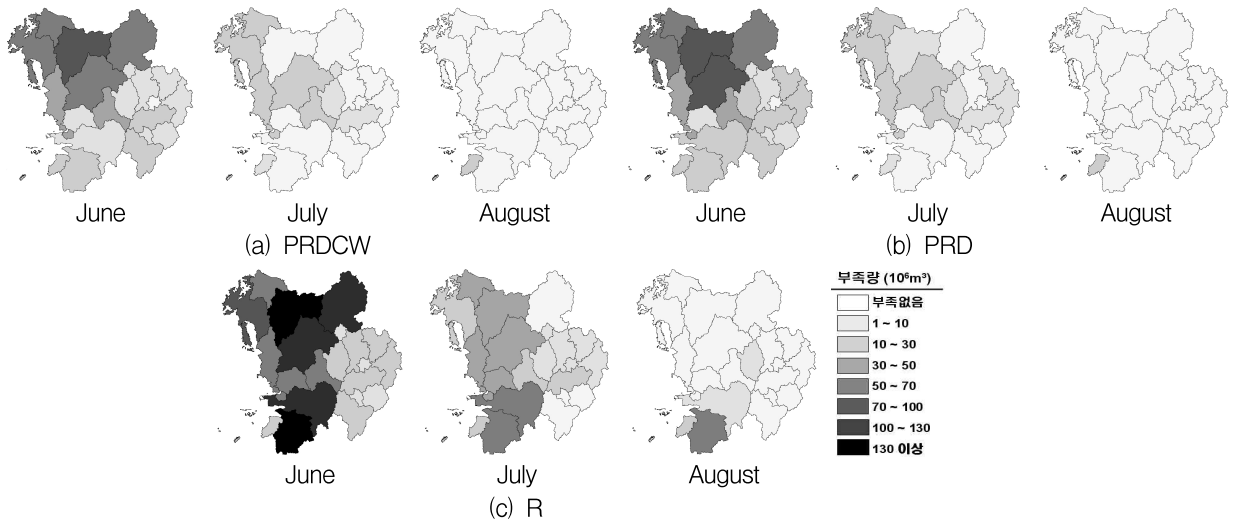 June
July
August
June
July
August
(a) PRDCW
(b) PRD
부족량 (10⁶m³)
부족없음
1 ~ 10
10 ~ 30
30 ~ 50
50 ~ 70
70 ~ 100
100 ~ 130
130 이상
June
July
August
(c) R